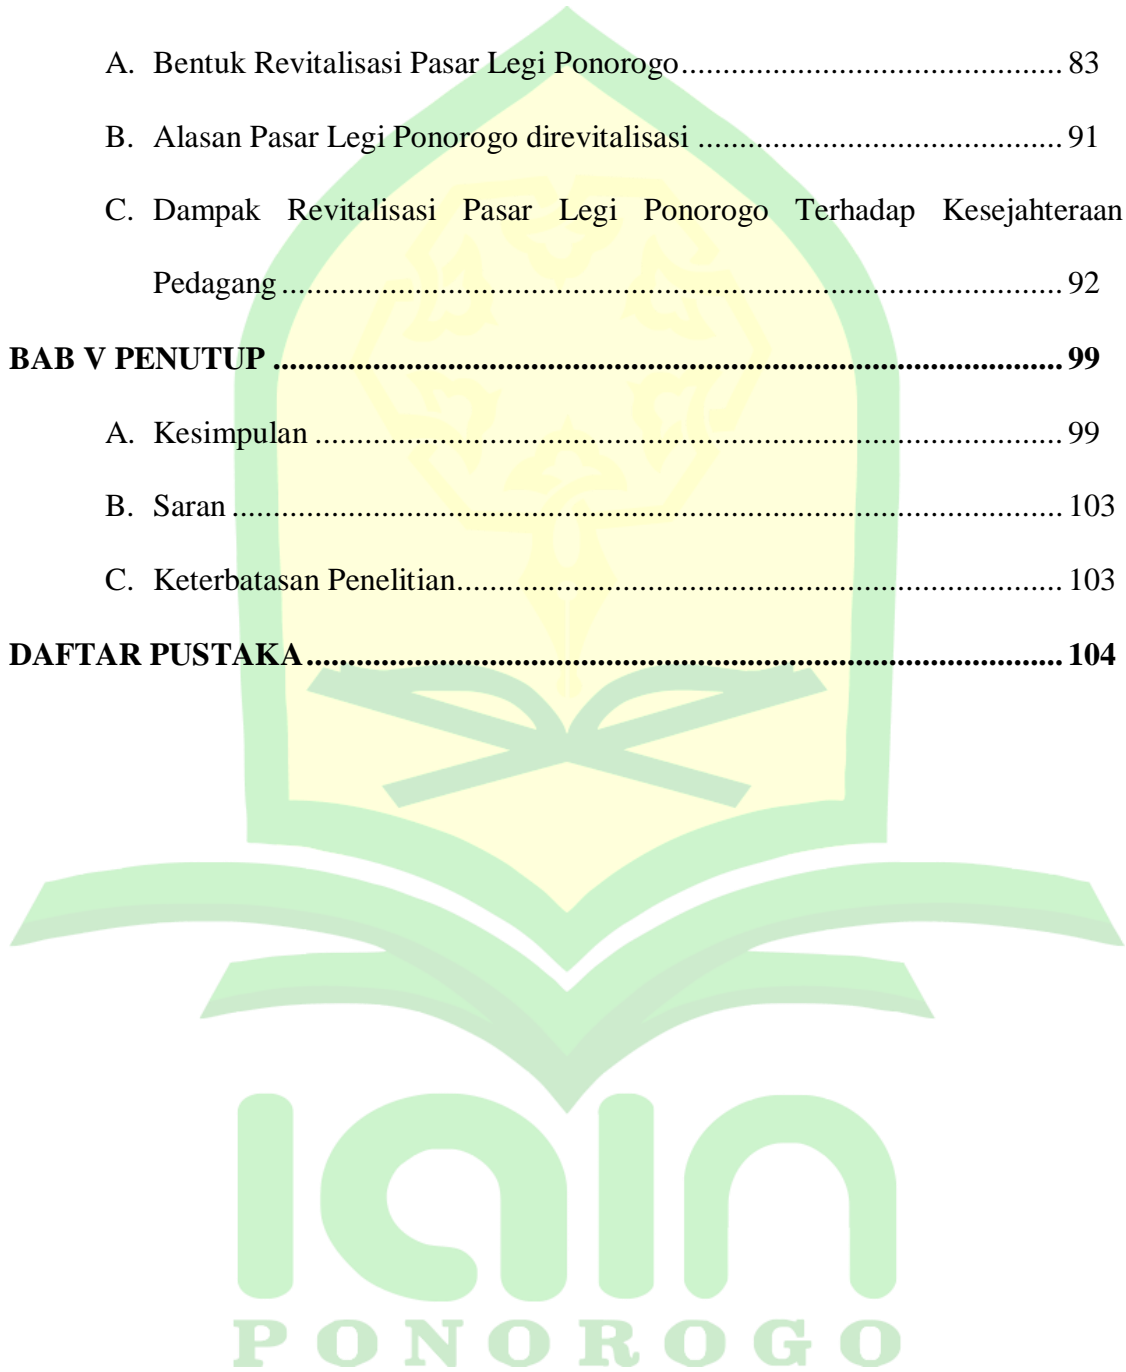 A. Bentuk Revitalisasi Pasar Legi Ponorogo............................................ 83
B. Alasan Pasar Legi Ponorogo direvitalisasi .......................................... 91
C. Dampak Revitalisasi Pasar Legi Ponorogo Terhadap Kesejahteraan
Pedagang............................................................................................ 92
BAB V PENUTUP ............................................................................................. 99
A. Kesimpulan ........................................................................................ 99
B. Saran .................................................................................................. 103
C. Keterbatasan Penelitian...................................................................... 103
DAFTAR PUSTAKA......................................................................................... 104
iain
PONOROGO